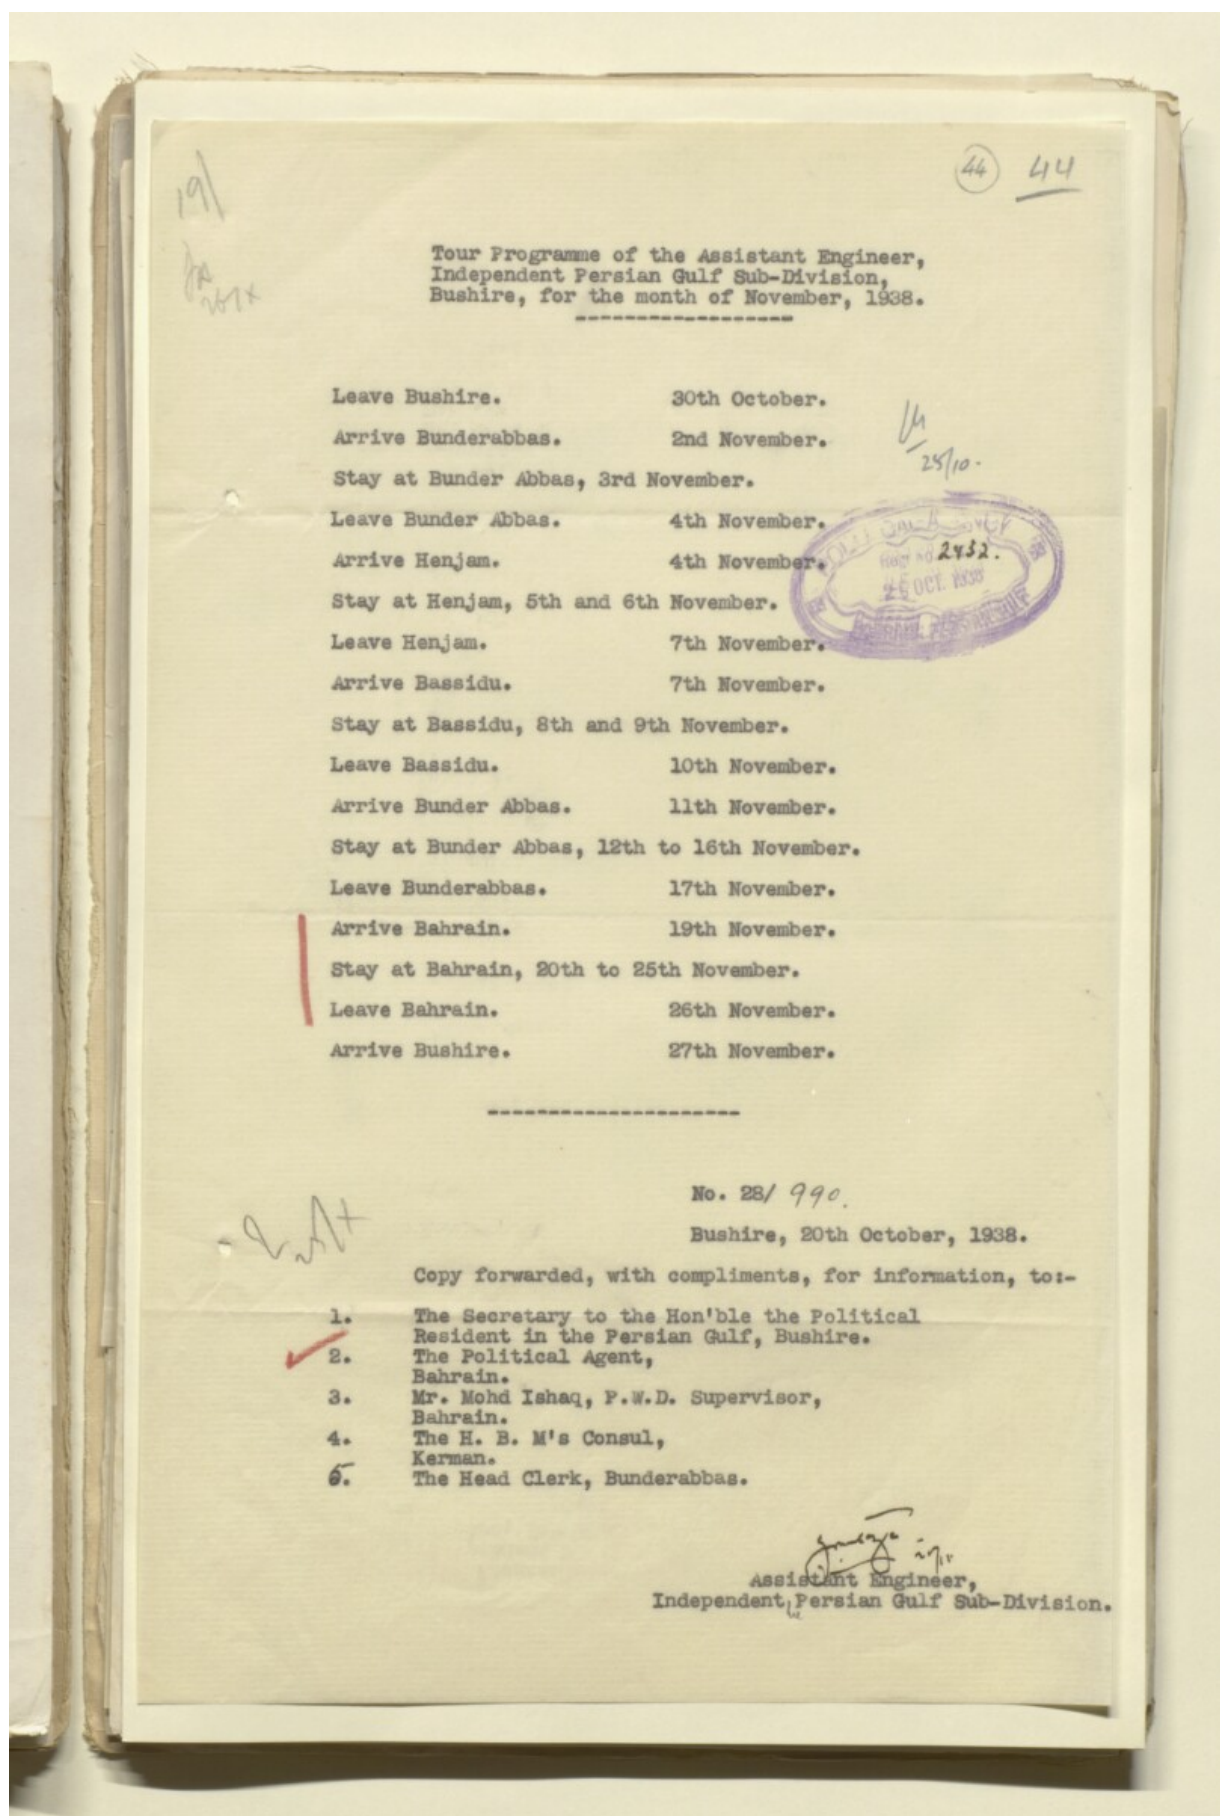 44 44
19/
Tour Programme of the Assistant Engineer,
Independent Persian Gulf Sub-Division,
Bushire, for the month of November, 1938.
------------------
Leave Bushire. 30th October.
Arrive Bunderabbas. 2nd November.
25/10.
Stay at Bunder Abbas, 3rd November.
Leave Bunder Abbas. 4th November.
Arrive Henjam. 4th November.
2452.
OCT. 1938
Stay at Henjam, 5th and 6th November.
Leave Henjam. 7th November.
Arrive Bassidu. 7th November.
Stay at Bassidu, 8th and 9th November.
Leave Bassidu. 10th November.
Arrive Bunder Abbas. 11th November.
Stay at Bunder Abbas, 12th to 16th November.
Leave Bunderabbas. 17th November.
Arrive Bahrain. 19th November.
Stay at Bahrain, 20th to 25th November.
Leave Bahrain. 26th November.
Arrive Bushire. 27th November.
---------------------
No. 28/ 990.
Bushire, 20th October, 1938.
Copy forwarded, with compliments, for information, to:-
1. The Secretary to the Hon'ble the Political
Resident in the Persian Gulf, Bushire.
2. The Political Agent,
Bahrain.
3. Mr. Mohd Ishaq, P.W.D. Supervisor,
Bahrain.
4. The H. B. M's Consul,
Kerman.
5. The Head Clerk, Bunderabbas.
Assistant Engineer,
Independent Persian Gulf Sub-Division.